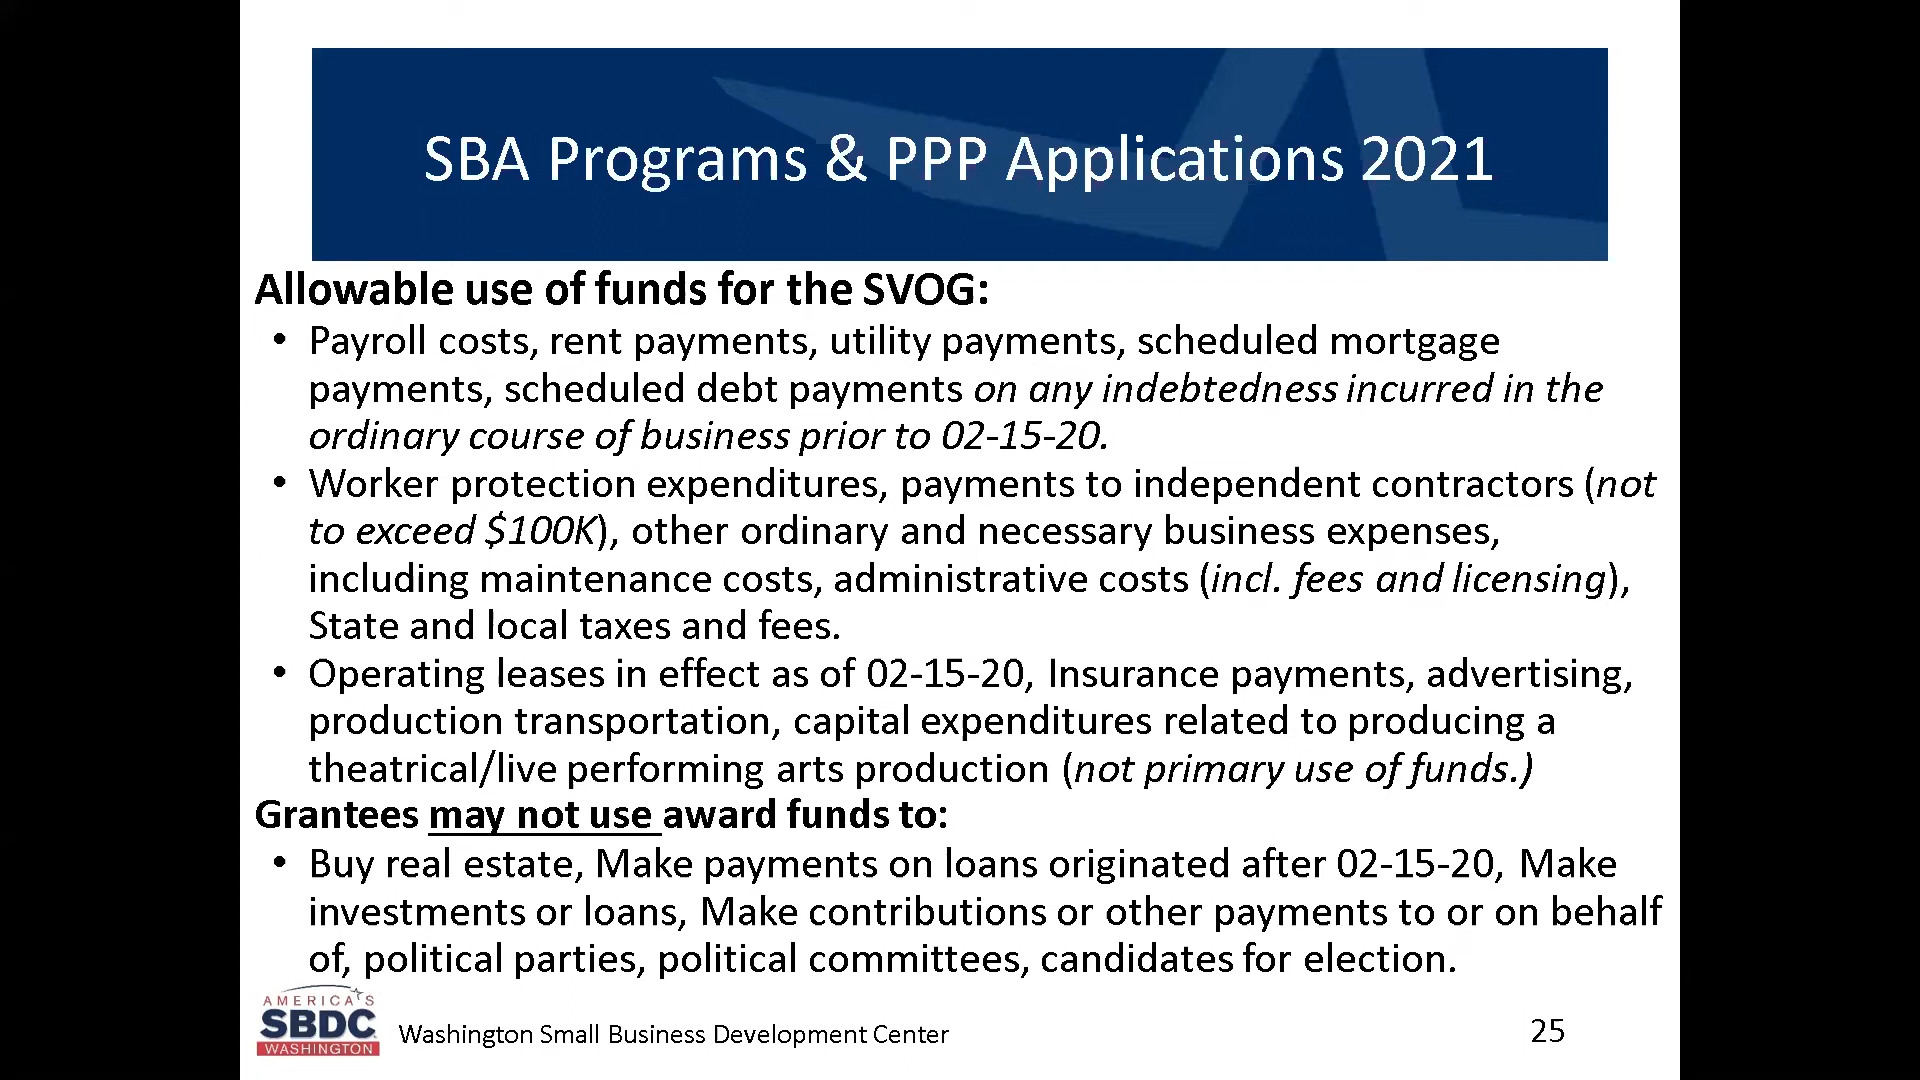 SBA Programs & PPP Applications 2021
Allowable use of funds for the SVOG:
• Payroll costs, rent payments, utility payments, scheduled mortgage
payments, scheduled debt payments on any indebtedness incurred in the
ordinary course of business prior to 02-15-20.
• Worker protection expenditures, payments to independent contractors (not
to exceed $100K), other ordinary and necessary business expenses,
including maintenance costs, administrative costs (incl. fees and licensing),
State and local taxes and fees.
• Operating leases in effect as of 02-15-20, Insurance payments, advertising,
production transportation, capital expenditures related to producing a
theatrical/live performing arts production (not primary use of funds.)
Grantees may not use award funds to:
• Buy real estate, Make payments on loans originated after 02-15-20, Make
investments or loans, Make contributions or other payments to or on behalf
of, political parties, political committees, candidates for election.
AMERICA'S
SBDC
WASHINGTON
Washington Small Business Development Center
25